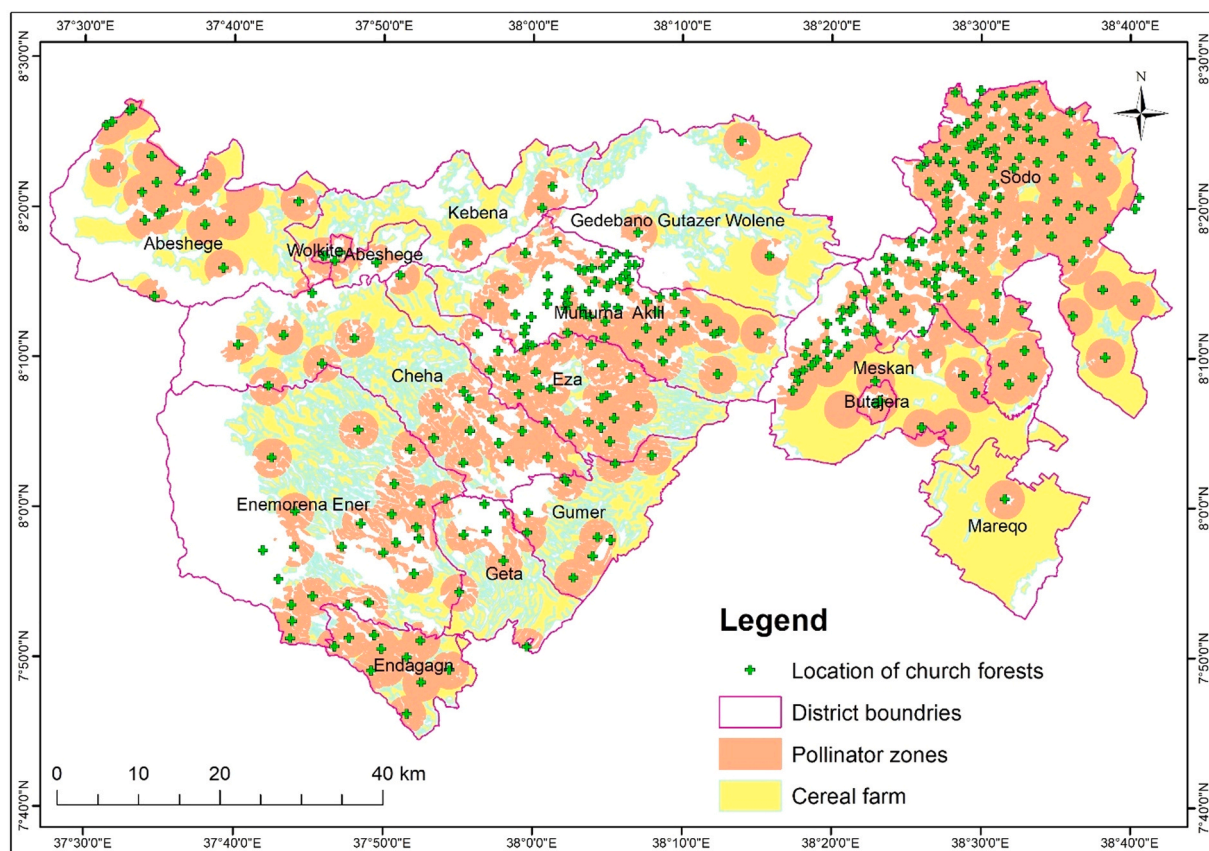 37°30'0"E 37°40'0"E 37°50'0"E 38°0'0"E 38°10'0"E 38°20'0"E 38°30'0"E 38°40'0"E
8°30'0"N 8°30'0"N
N
Sodo
8°20'0"N 8°20'0"N
Kebena
Gedebano Gutazer Wolene
Abeshege
Wolkite
Abeshege
Muhurna Aklil
8°10'0"N 8°10'0"N
Meskan
Cheha
Eza
Butajera
8°0'0"N 8°0'0"N
Enemorena Ener
Gumer
Mareqo
Geta
7°50'0"N 7°50'0"N
Endagagn
Legend
Location of church forests
District boundries
Pollinator zones
Cereal farm
0 10 20 40 km
7°40'0"N 7°40'0"N
37°30'0"E 37°40'0"E 37°50'0"E 38°0'0"E 38°10'0"E 38°20'0"E 38°30'0"E 38°40'0"E